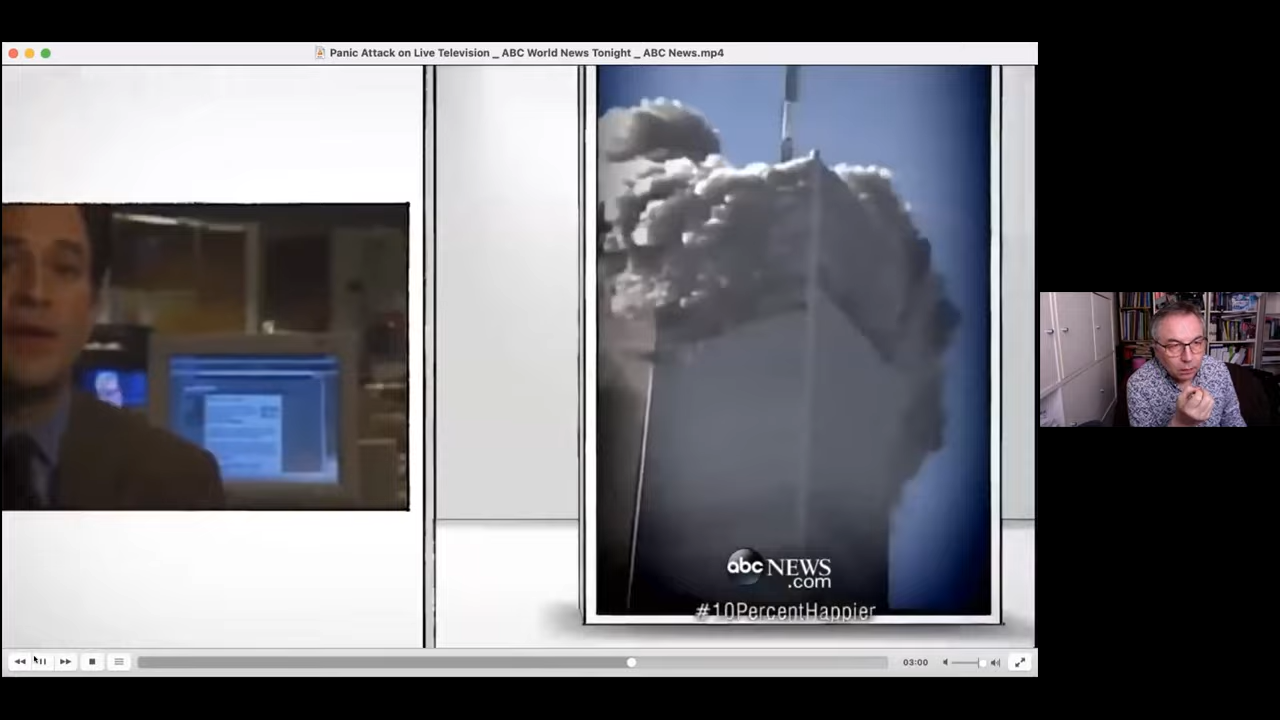 Panic Attack on Live Television _ ABC World News Tonight _ ABC News.mp4
abc NEWS
.com
#10PercentHappier
03:00